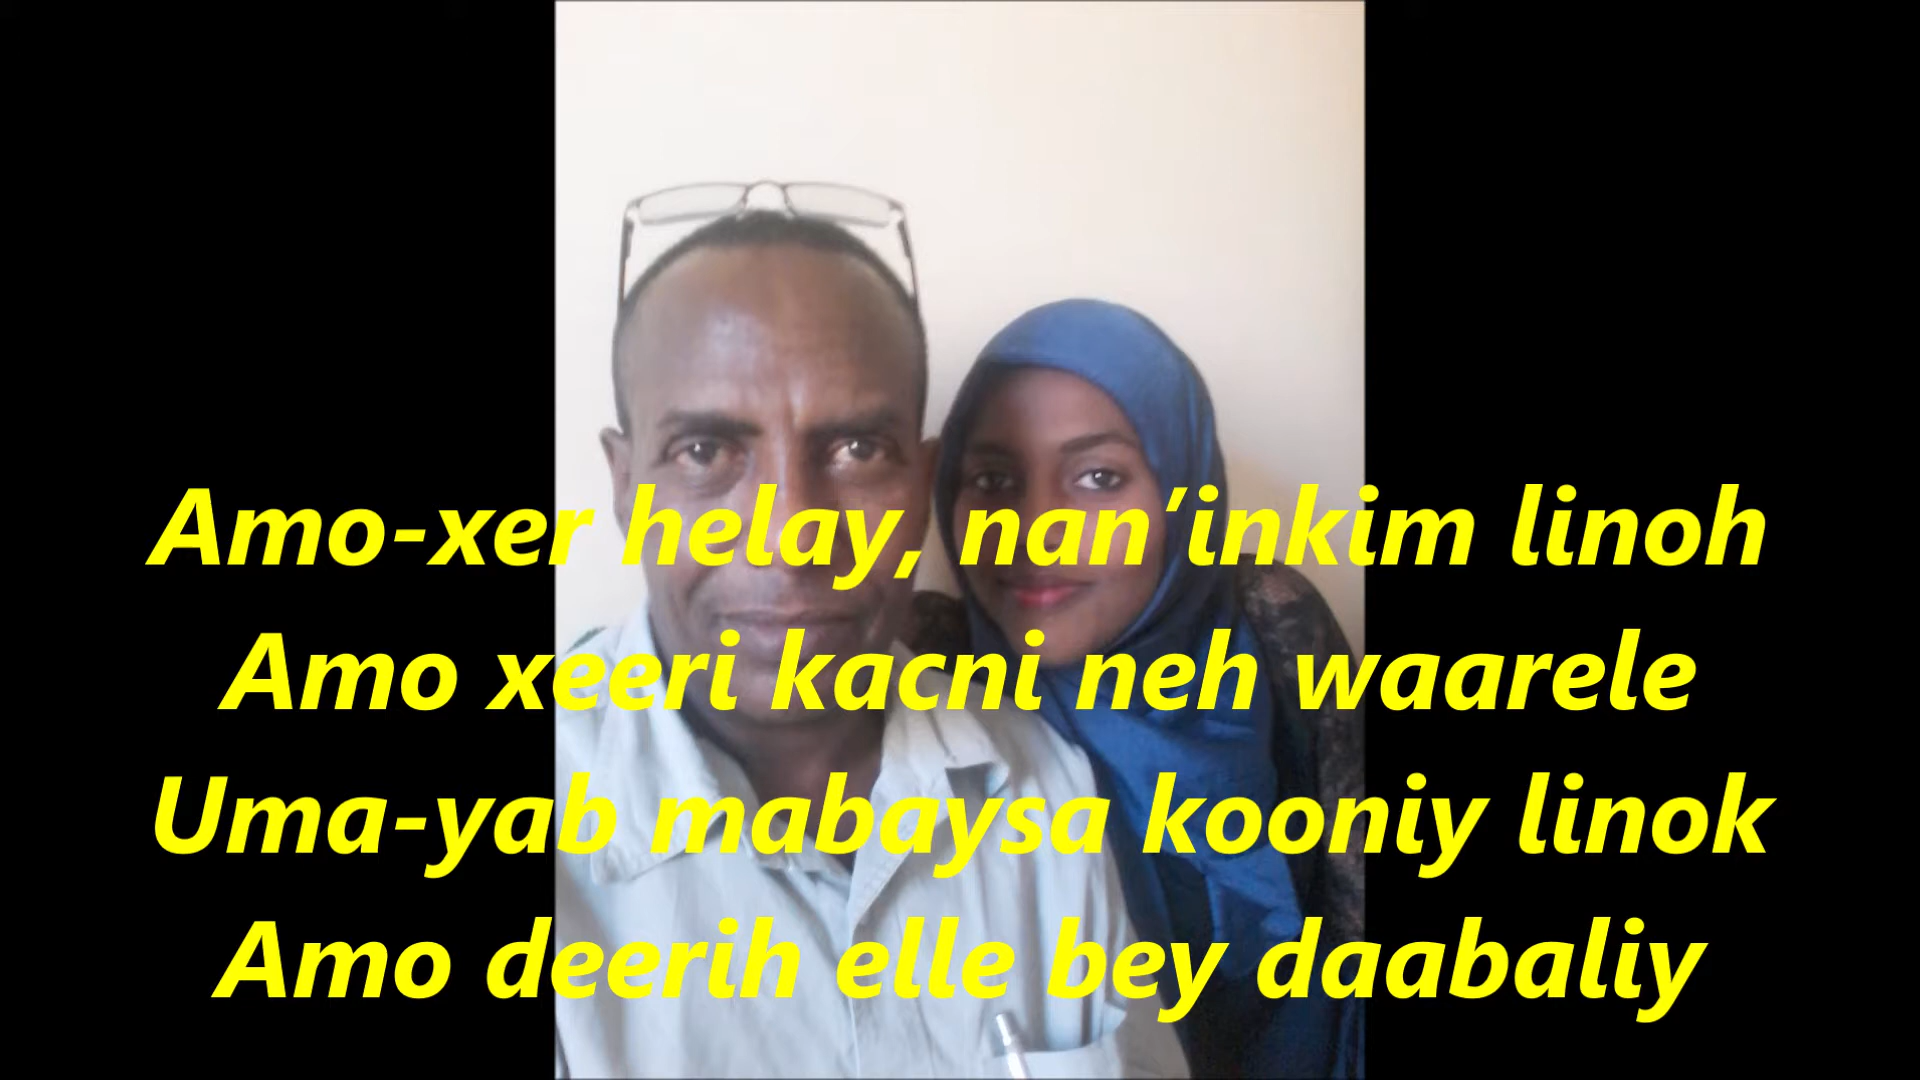 Amo-xer helay, nan’inkim linoh
Amo xeeri kacni neh waarele
Uma-yab mabaysa kooniy linok
Amo deerih elle bey daabaliy